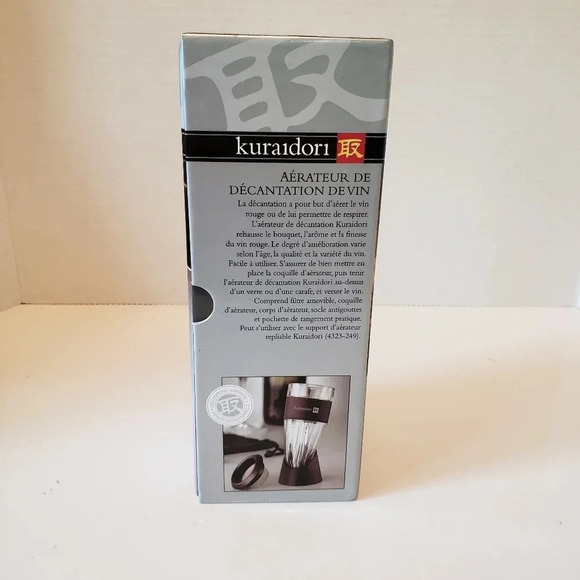 取
kuraidori 取
AÉRATEUR DE
DÉCANTATION DE VIN
La décantation a pour but d'aérer le vin
rouge ou de lui permettre de respirer.
L'aérateur de décantation Kuraidori
rehausse le bouquet, l'arôme et la finesse
du vin rouge. Le degré d'amélioration varie
selon l'âge, la qualité et la variété du vin.
Facile à utiliser. S'assurer de bien mettre en
place la coquille d'aérateur, puis tenir
l'aérateur de décantation Kuraidori au-dessus
d'un verre ou d'une carafe, et verser le vin.
Comprend filtre amovible, coquille
d'aérateur, corps d'aérateur, socle antigouttes
et pochette de rangement pratique.
Peut s'utiliser avec le support d'aérateur
repliable Kuraidori (4323-249).
取
kuraidori 取